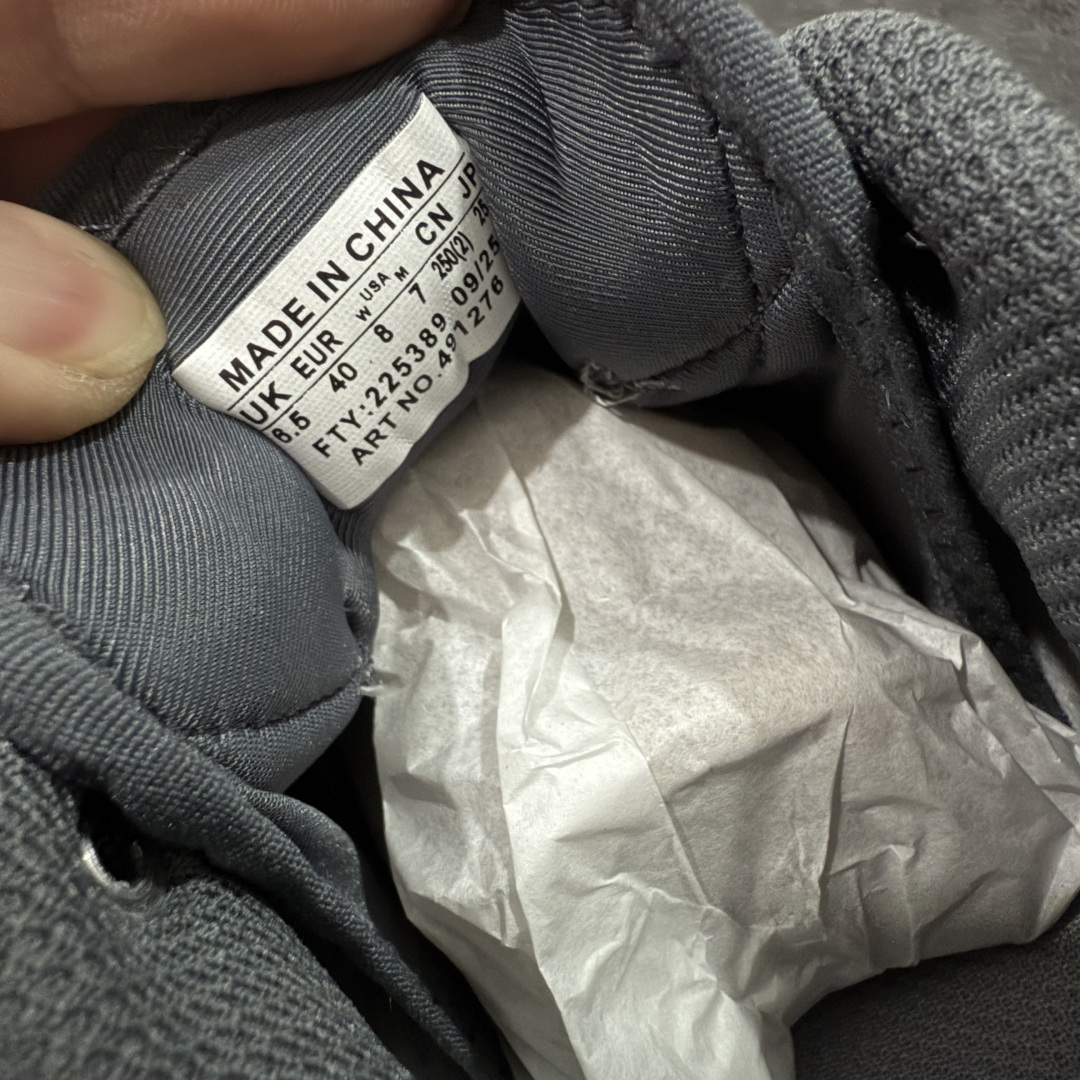 MADE IN CHINA
UK EUR W USA M CN JP
6.5 40 8 7 250(2) 25
FTY:225389 09/25
ART NO.491276